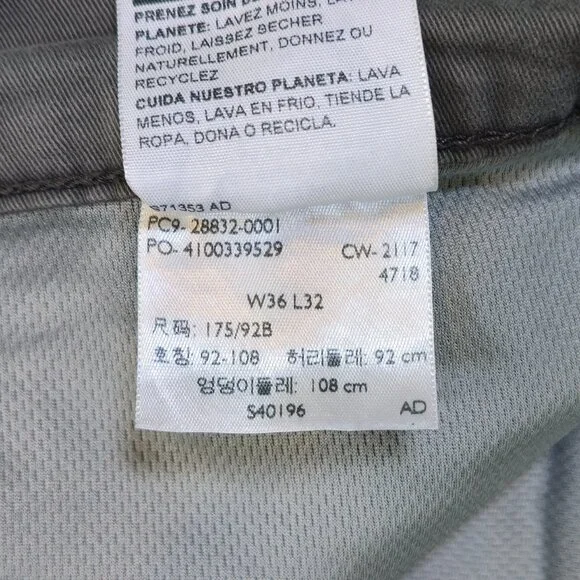 PRENEZ SOIN DE
PLANETE: LAVEZ MOINS,
FROID, LAISSEZ SECHER
NATURELLEMENT, DONNEZ OU
RECYCLEZ
CUIDA NUESTRO PLANETA: LAVA
MENOS, LAVA EN FRIO, TIENDE LA
ROPA, DONA O RECICLA.
871353 AD
PC9- 28832-0001
PO- 4100339529 CW- 2117
4718
W36 L32
尺码: 175/92B
호칭: 92-108 허리둘레: 92 cm
엉덩이둘레: 108 cm
S40196 AD